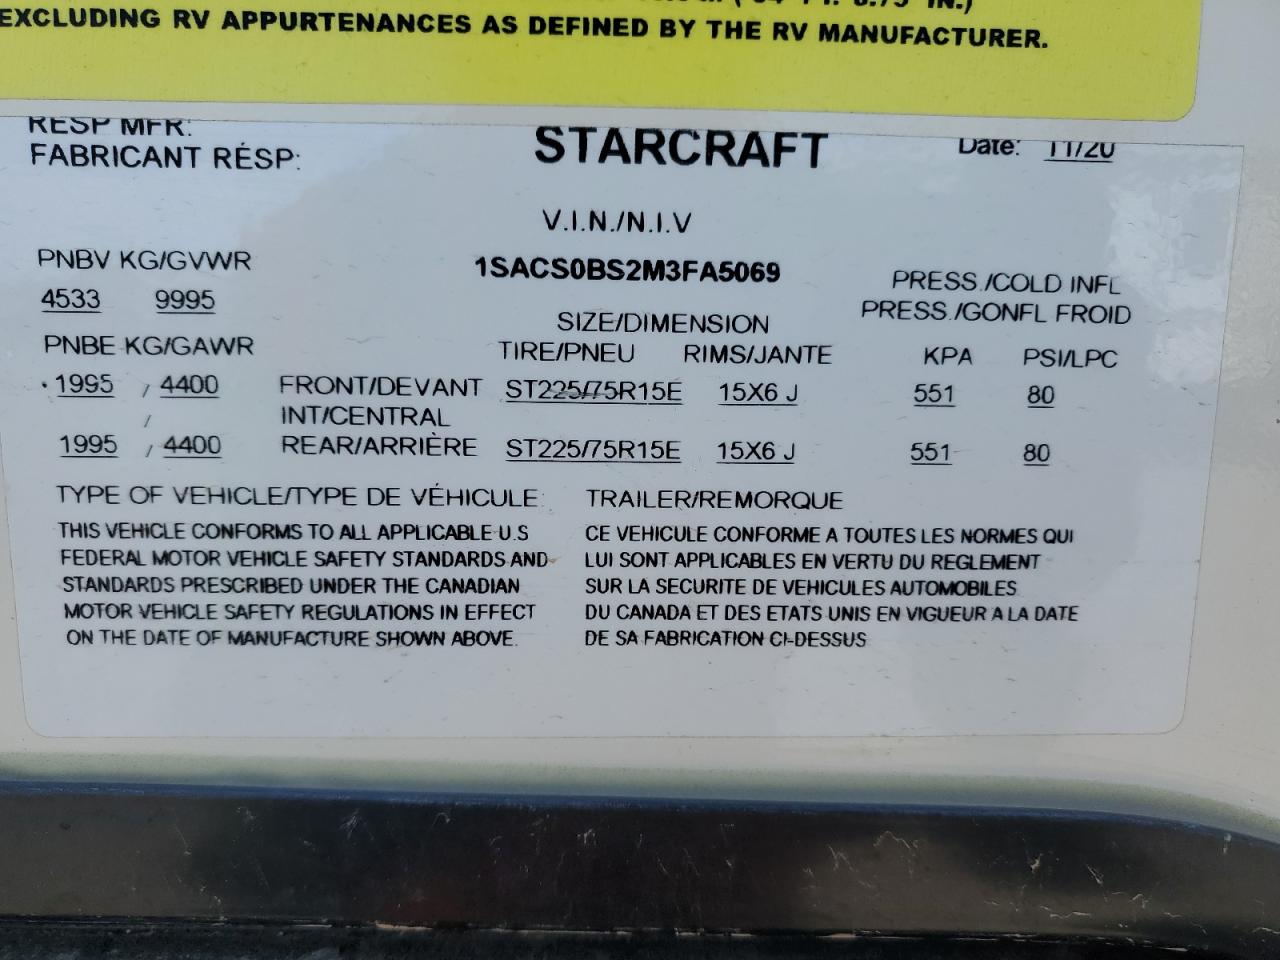 ( 34 FT. 8.75 IN.)
EXCLUDING RV APPURTENANCES AS DEFINED BY THE RV MANUFACTURER.
RESP MFR:
FABRICANT RÉSP:
STARCRAFT
Date: 11/20
V.I.N./N.I.V
PNBV KG/GVWR
1SACS0BS2M3FA5069
PRESS./COLD INFL
4533 9995
SIZE/DIMENSION
PRESS./GONFL FROID
PNBE KG/GAWR
TIRE/PNEU RIMS/JANTE KPA PSI/LPC
1995 / 4400 FRONT/DEVANT ST225/75R15E 15X6 J 551 80
/ INT/CENTRAL
1995 / 4400 REAR/ARRIÈRE ST225/75R15E 15X6 J 551 80
TYPE OF VEHICLE/TYPE DE VÉHICULE: TRAILER/REMORQUE
THIS VEHICLE CONFORMS TO ALL APPLICABLE U.S
FEDERAL MOTOR VEHICLE SAFETY STANDARDS AND
STANDARDS PRESCRIBED UNDER THE CANADIAN
MOTOR VEHICLE SAFETY REGULATIONS IN EFFECT
ON THE DATE OF MANUFACTURE SHOWN ABOVE.
CE VEHICULE CONFORME A TOUTES LES NORMES QUI
LUI SONT APPLICABLES EN VERTU DU REGLEMENT
SUR LA SECURITE DE VEHICULES AUTOMOBILES
DU CANADA ET DES ETATS UNIS EN VIGUEUR A LA DATE
DE SA FABRICATION CI-DESSUS